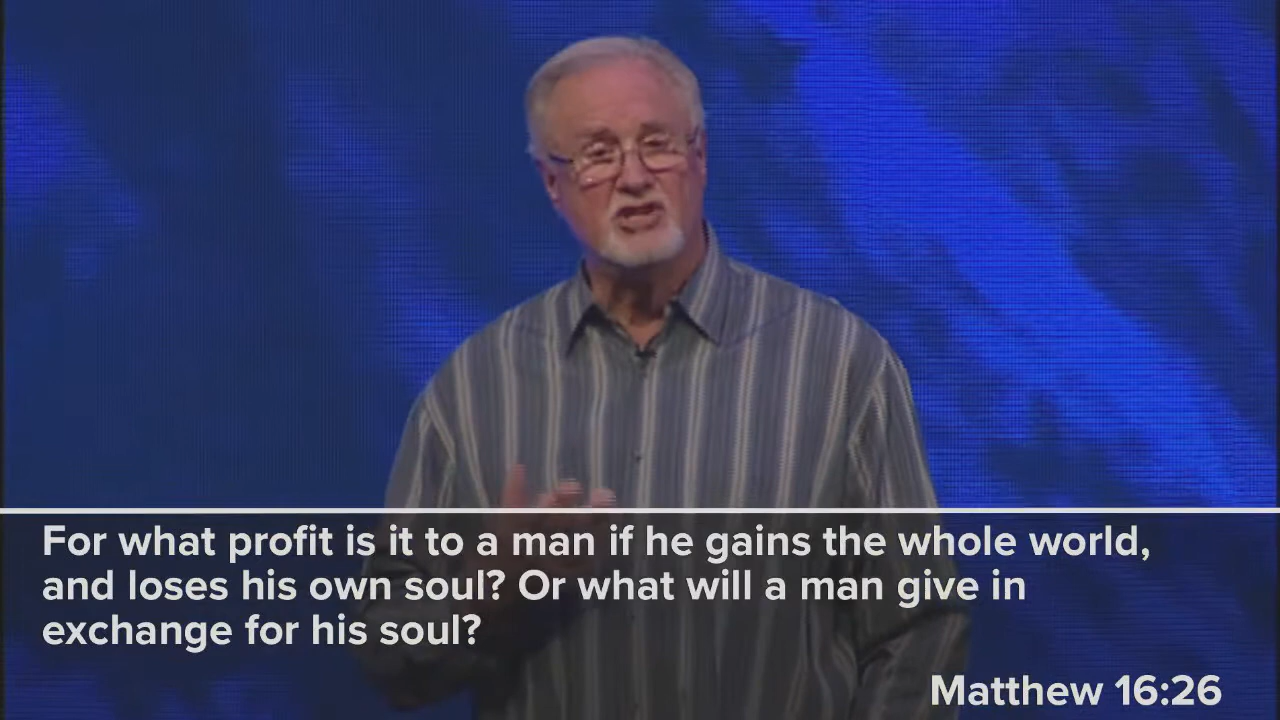 For what profit is it to a man if he gains the whole world,
and loses his own soul? Or what will a man give in
exchange for his soul?
Matthew 16:26